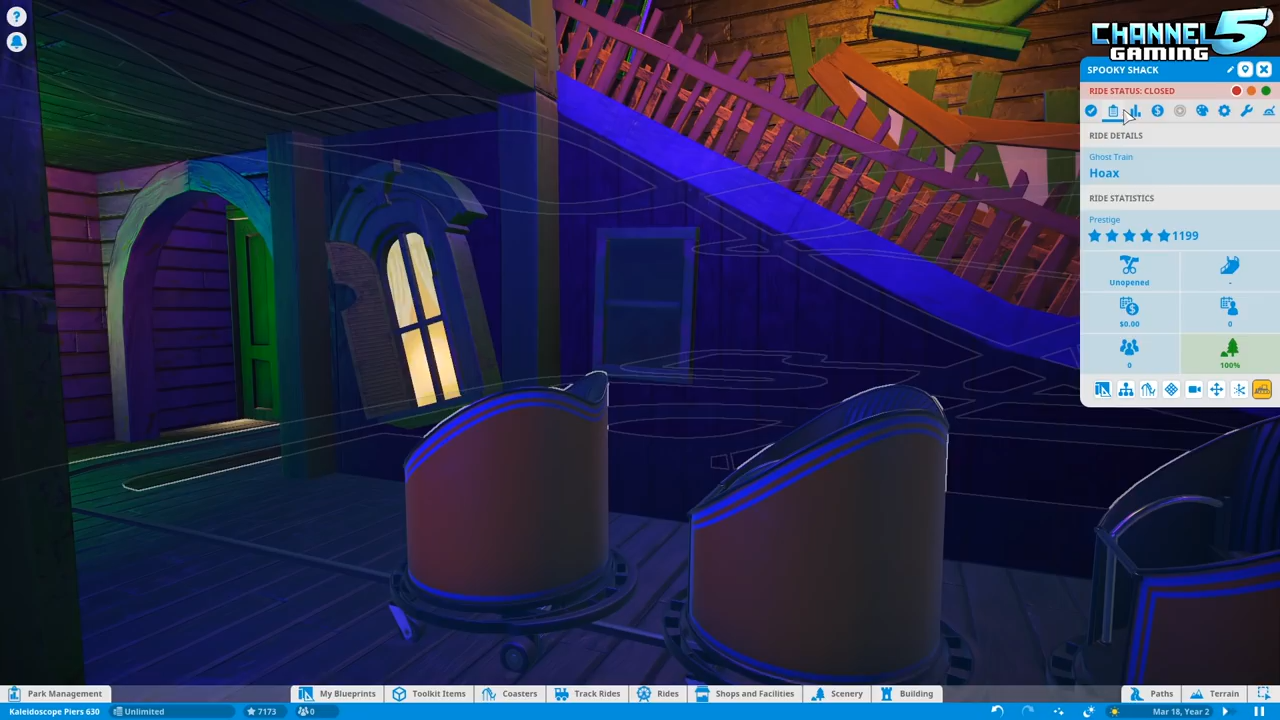 CHANNEL 5
GAMING
SPOOKY SHACK
RIDE STATUS: CLOSED
RIDE DETAILS
Ghost Train
Hoax
RIDE STATISTICS
Prestige
1199
Unopened
-
$0.00
0
0
100%
Park Management
My Blueprints
Toolkit Items
Coasters
Track Rides
Rides
Shops and Facilities
Scenery
Building
Paths
Terrain
Kaleidoscope Piers 630
Unlimited
7173
0
Mar 18, Year 2